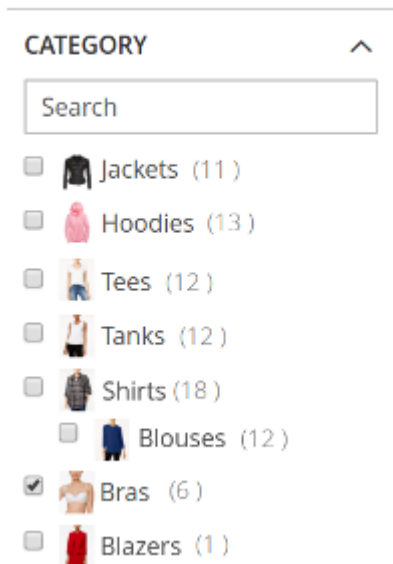 CATEGORY
Search
Jackets (11 )
Hoodies (13 )
Tees (12 )
Tanks (12 )
Shirts (18 )
Blouses (12 )
Bras (6 )
Blazers (1 )